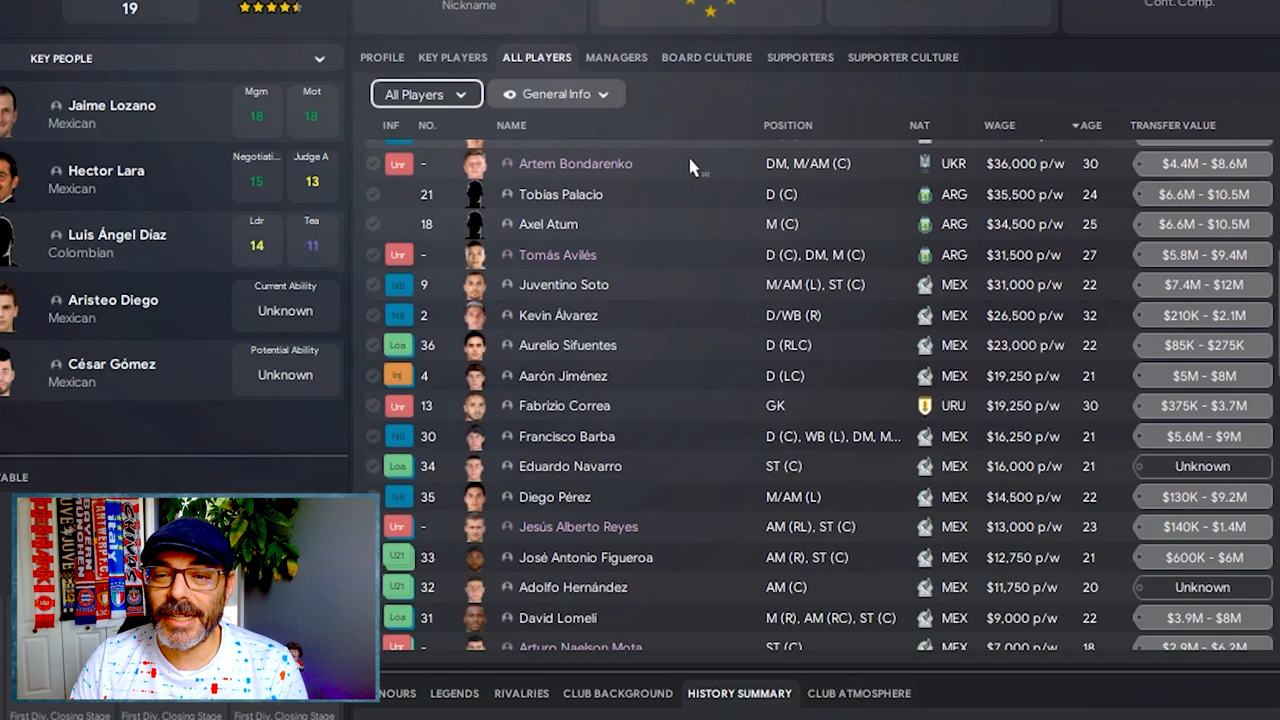 19
Nickname
Cont. Comp.
KEY PEOPLE
Jaime Lozano
Mexican
Mgm
18
Mot
18
Hector Lara
Mexican
Negotiati...
15
Judge A
13
Luis Ángel Díaz
Colombian
Ldr
14
Tea
11
Aristeo Diego
Mexican
Current Ability
Unknown
César Gómez
Mexican
Potential Ability
Unknown
PROFILE KEY PLAYERS ALL PLAYERS MANAGERS BOARD CULTURE SUPPORTERS SUPPORTER CULTURE
All Players General Info
INF NO. NAME POSITION NAT WAGE AGE TRANSFER VALUE
Unr - Artem Bondarenko DM, M/AM (C) UKR $36,000 p/w 30 $4.4M - $8.6M
21 Tobias Palacio D (C) ARG $35,500 p/w 24 $6.6M - $10.5M
18 Axel Atum M (C) ARG $34,500 p/w 25 $6.6M - $10.5M
Unr - Tomás Avilés D (C), DM, M (C) ARG $31,500 p/w 27 $5.8M - $9.4M
NB 9 Juventino Soto M/AM (L), ST (C) MEX $31,000 p/w 22 $7.4M - $12M
NB 2 Kevin Álvarez D/WB (R) MEX $26,500 p/w 32 $210K - $2.1M
Loa 36 Aurelio Sifuentes D (RLC) MEX $23,000 p/w 22 $85K - $275K
Inj 4 Aarón Jiménez D (LC) MEX $19,250 p/w 21 $5M - $8M
Unr 13 Fabrizio Correa GK URU $19,250 p/w 30 $375K - $3.7M
NB 30 Francisco Barba D (C), WB (L), DM, M... MEX $16,250 p/w 21 $5.6M - $9M
Loa 34 Eduardo Navarro ST (C) MEX $16,000 p/w 21 Unknown
NB 35 Diego Pérez M/AM (L) MEX $14,500 p/w 22 $130K - $9.2M
Unr - Jesús Alberto Reyes AM (RL), ST (C) MEX $13,000 p/w 23 $140K - $1.4M
U21 33 José Antonio Figueroa AM (R), ST (C) MEX $12,750 p/w 21 $600K - $6M
U21 32 Adolfo Hernández AM (C) MEX $11,750 p/w 20 Unknown
Loa 31 David Lomeli M (R), AM (RC), ST (C) MEX $9,000 p/w 22 $3.9M - $8M
Unr - Arturo Naelson Mota ST (C) MEX $7,000 p/w 18 $2.9M - $6.2M
ABLE
NOURS LEGENDS RIVALRIES CLUB BACKGROUND HISTORY SUMMARY CLUB ATMOSPHERE
First Div. Closing Stage First Div. Closing Stage First Div. Closing Stage